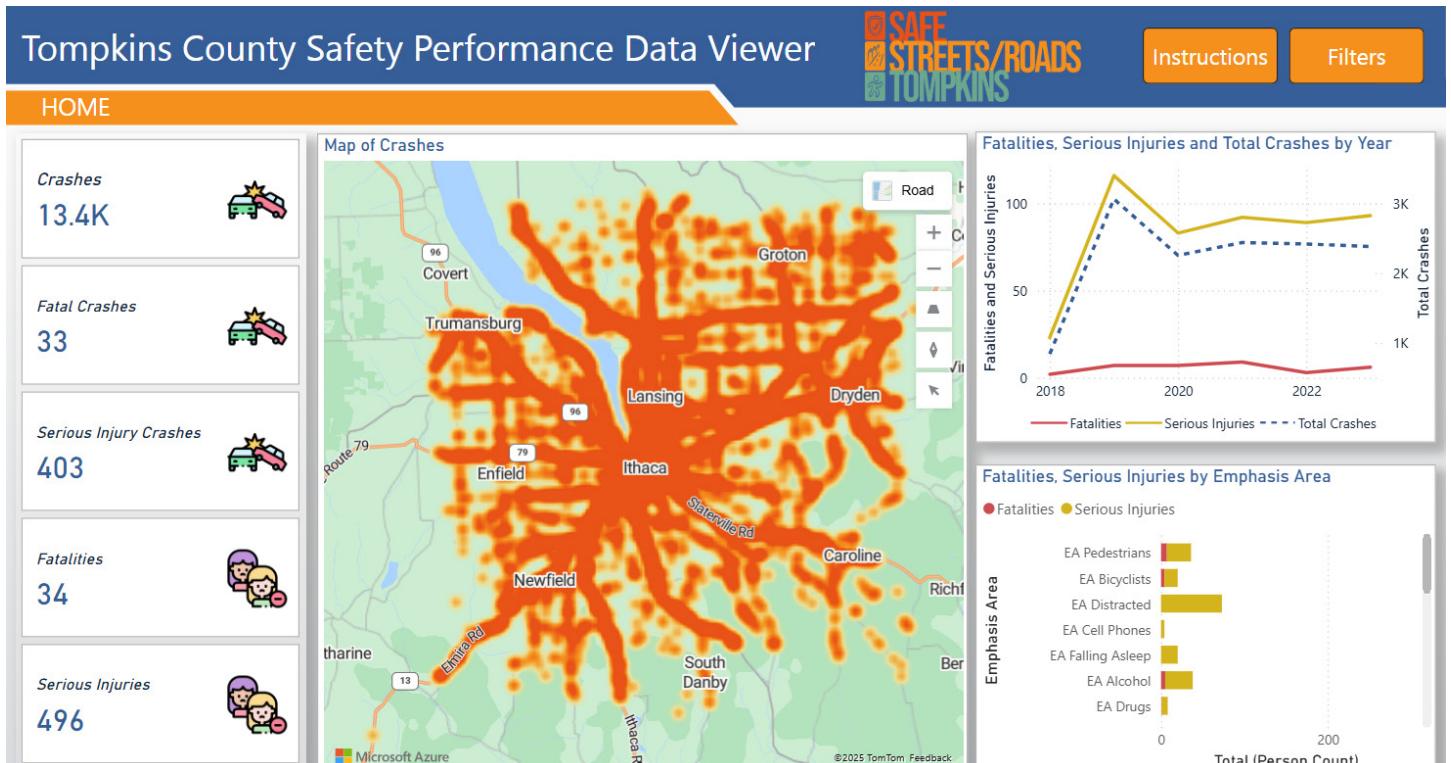 Tompkins County Safety Performance Data Viewer
SAFE
STREETS/ROADS
TOMPKINS
Instructions
Filters
HOME
Crashes
13.4K
Fatal Crashes
33
Serious Injury Crashes
403
Fatalities
34
Serious Injuries
496
Map of Crashes
Road
96
Covert
Groton
Trumansburg
Lansing
Dryden
96
Route 79
79
Enfield
Ithaca
Slaterville Rd
Caroline
Newfield
Richf
tharine
Elmira Rd
South
Danby
Ber
13
Ithaca R
Microsoft Azure
©2025 TomTom Feedback
Fatalities, Serious Injuries and Total Crashes by Year
Fatalities and Serious Injuries
100
50
0
3K
2K
1K
Total Crashes
2018
2020
2022
Fatalities
Serious Injuries
Total Crashes
Fatalities, Serious Injuries by Emphasis Area
Fatalities
Serious Injuries
Emphasis Area
EA Pedestrians
EA Bicyclists
EA Distracted
EA Cell Phones
EA Falling Asleep
EA Alcohol
EA Drugs
0
200
Total (Person Count)